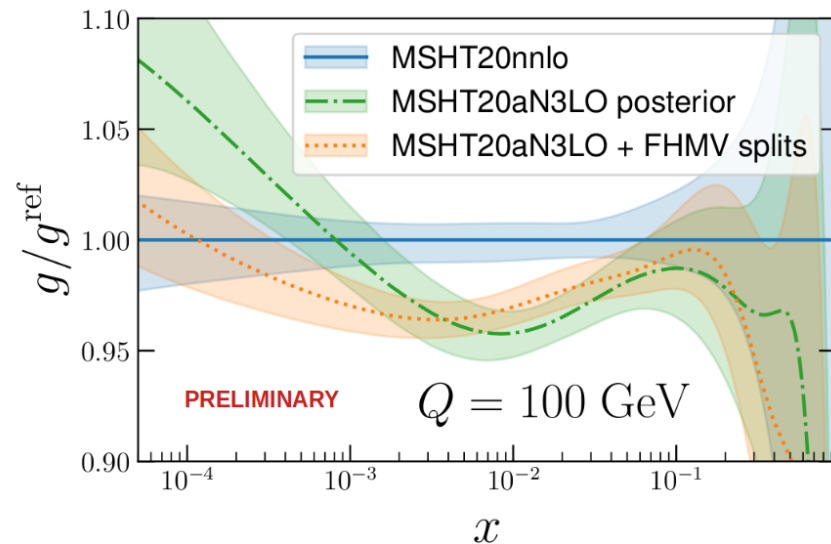 1.10
1.05
1.00
0.95
0.90
g/g^ref
MSHT20nnlo
MSHT20aN3LO posterior
MSHT20aN3LO + FHMV splits
PRELIMINARY
Q = 100 GeV
10⁻⁴ 10⁻³ 10⁻² 10⁻¹
x